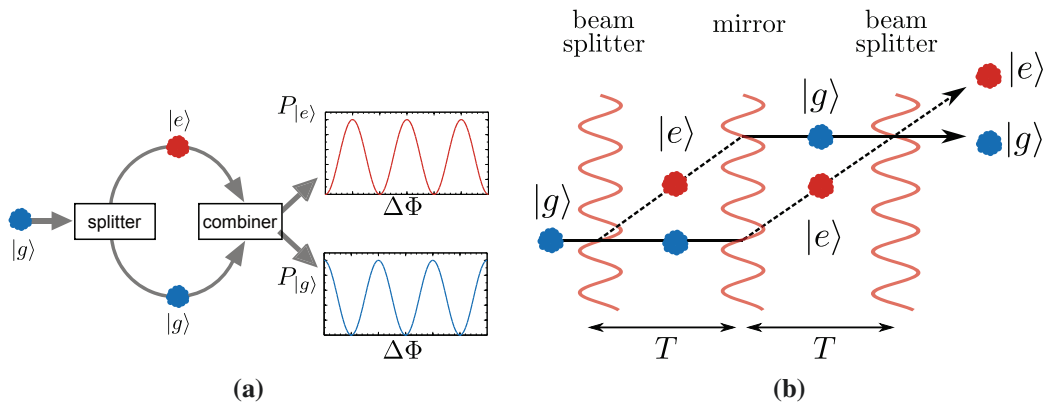 |e⟩
|g⟩
splitter
combiner
|g⟩
P|e⟩
ΔΦ
P|g⟩
ΔΦ
(a)
beam
splitter
mirror
beam
splitter
|g⟩
|e⟩
|g⟩
|e⟩
|e⟩
|g⟩
T
T
(b)